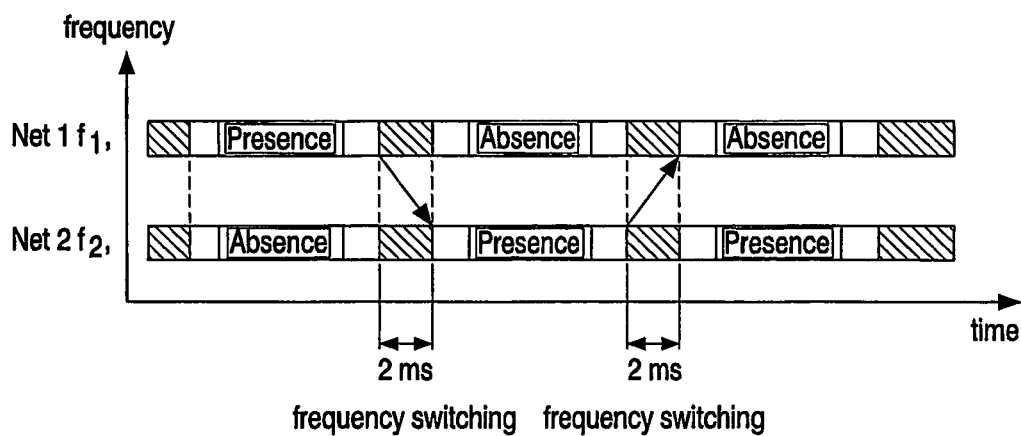 frequency
Net 1 f1,
Presence
Absence
Absence
Net 2 f2,
Absence
Presence
Presence
time
2 ms
2 ms
frequency switching
frequency switching